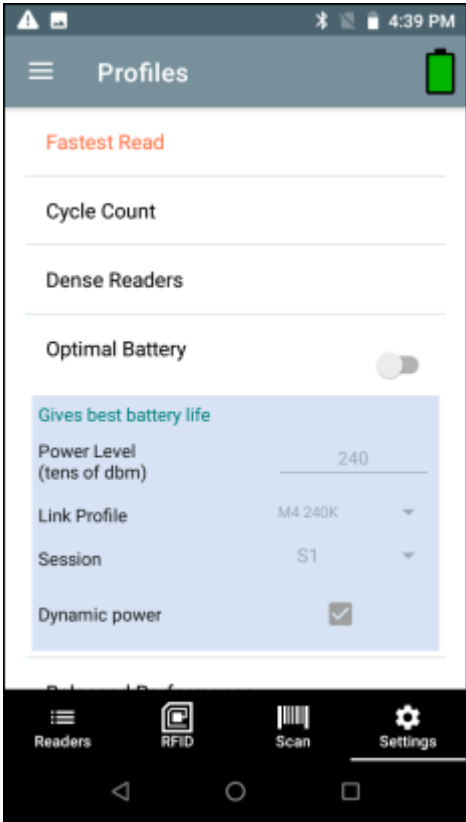 4:39 PM
Profiles
Fastest Read
Cycle Count
Dense Readers
Optimal Battery
Gives best battery life
Power Level
(tens of dbm)
240
Link Profile
M4 240K
Session
S1
Dynamic power
Readers
RFID
Scan
Settings